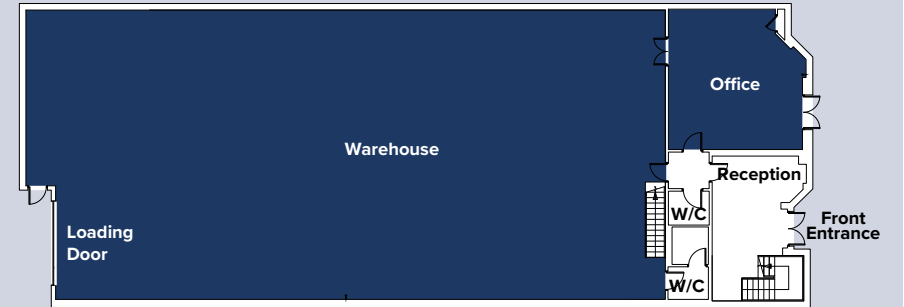 Office
Warehouse
Reception
W/C
Front
Entrance
Loading
Door
W/C